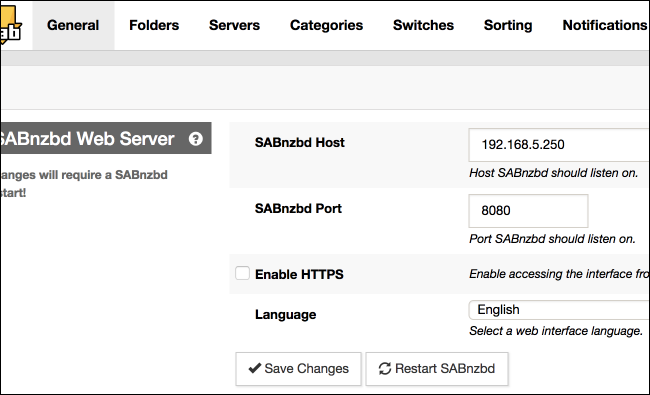 General Folders Servers Categories Switches Sorting Notifications
SABnzbd Web Server
SABnzbd Host 192.168.5.250
anges will require a SABnzbd
Host SABnzbd should listen on.
start!
SABnzbd Port 8080
Port SABnzbd should listen on.
Enable HTTPS Enable accessing the interface fro
Language English
Select a web interface language.
Save Changes Restart SABnzbd